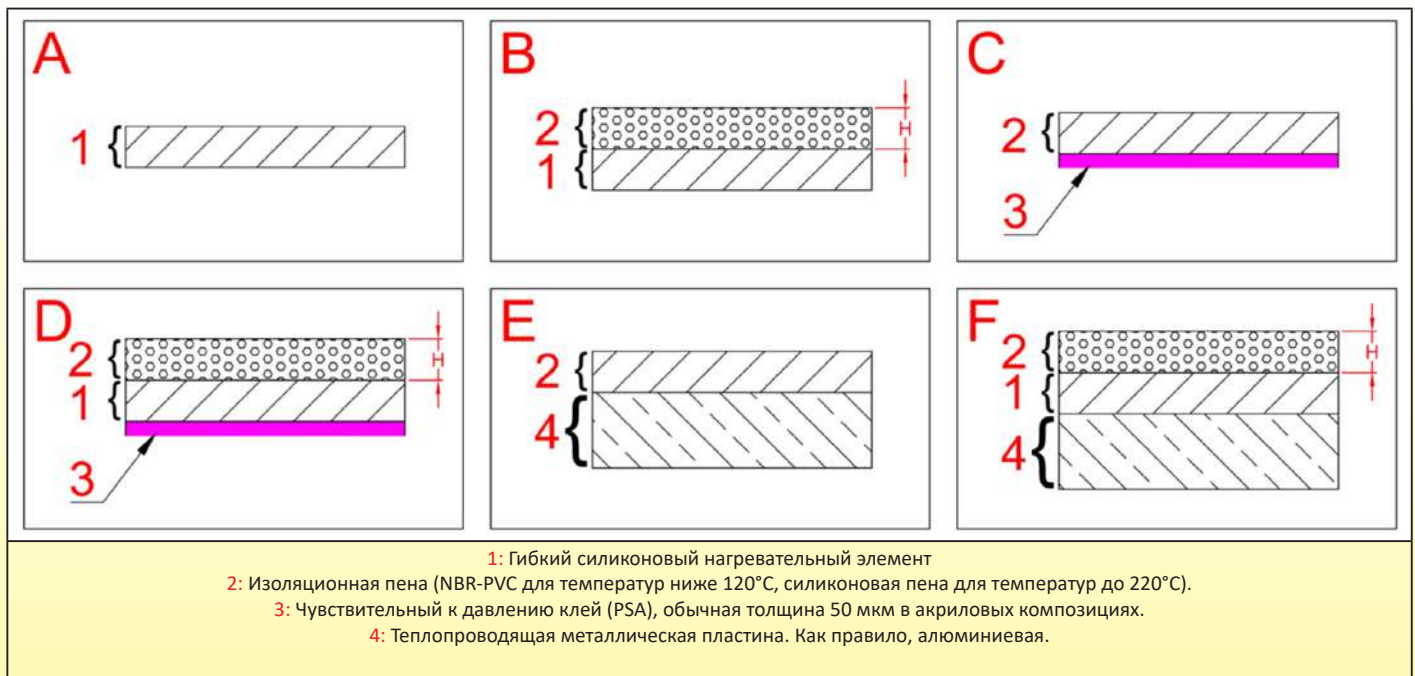 A
1
B
2
1
H
C
2
3
D
2
1
H
3
E
2
4
F
2
1
H
4
1: Гибкий силиконовый нагревательный элемент
2: Изоляционная пена (NBR-PVC для температур ниже 120°C, силиконовая пена для температур до 220°C).
3: Чувствительный к давлению клей (PSA), обычная толщина 50 мкм в акриловых композициях.
4: Теплопроводящая металлическая пластина. Как правило, алюминиевая.